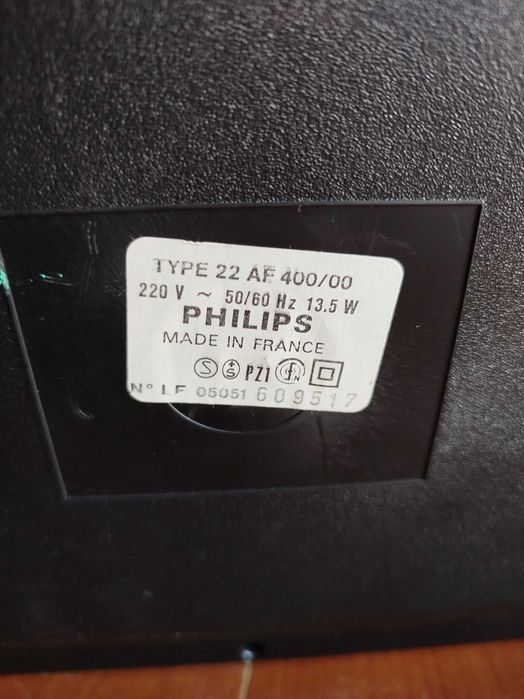 TYPE 22 AF 400/00
220 V ~ 50/60 Hz 13.5 W
PHILIPS
MADE IN FRANCE
S +S PZ1 FN
N° LF 05051 609517